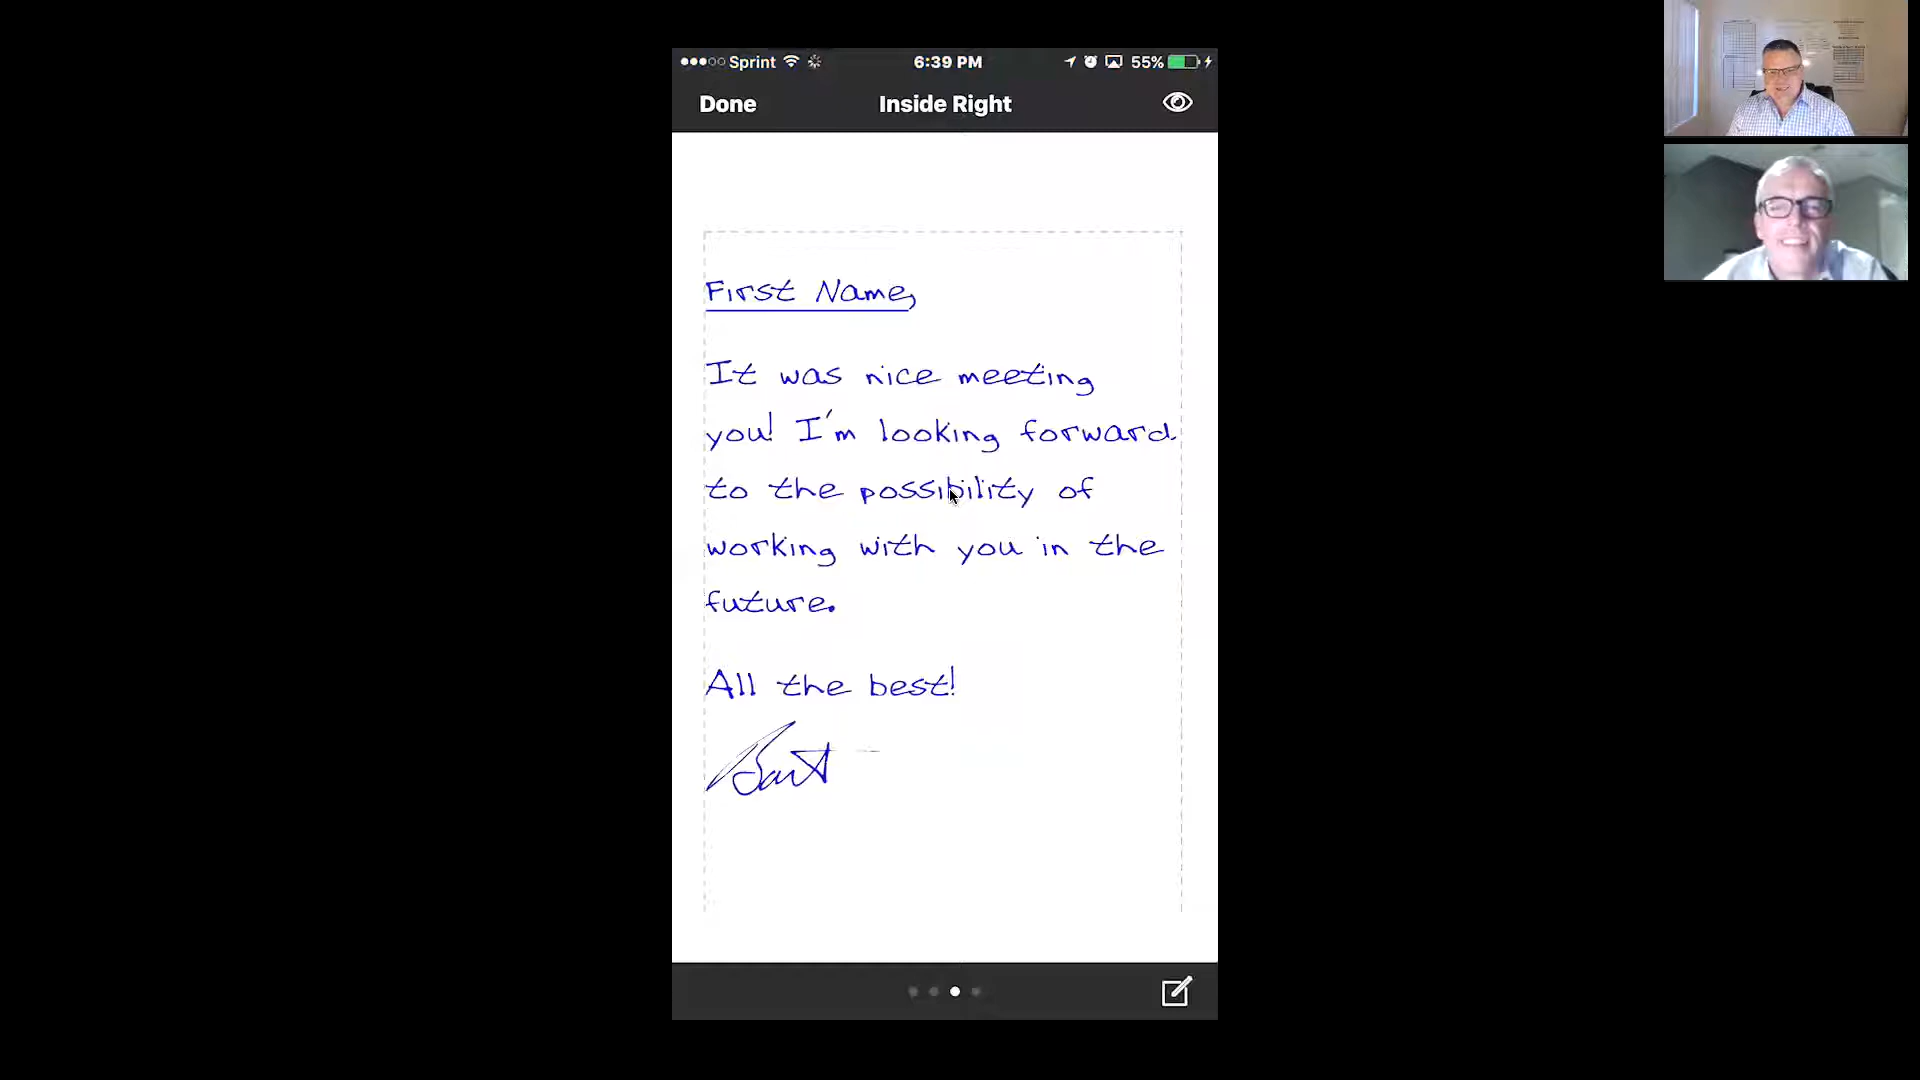 Sprint 6:39 PM 55%
Done Inside Right
First Name,
It was nice meeting
you! I'm looking forward
to the possibility of
working with you in the
future.
All the best!
Bart